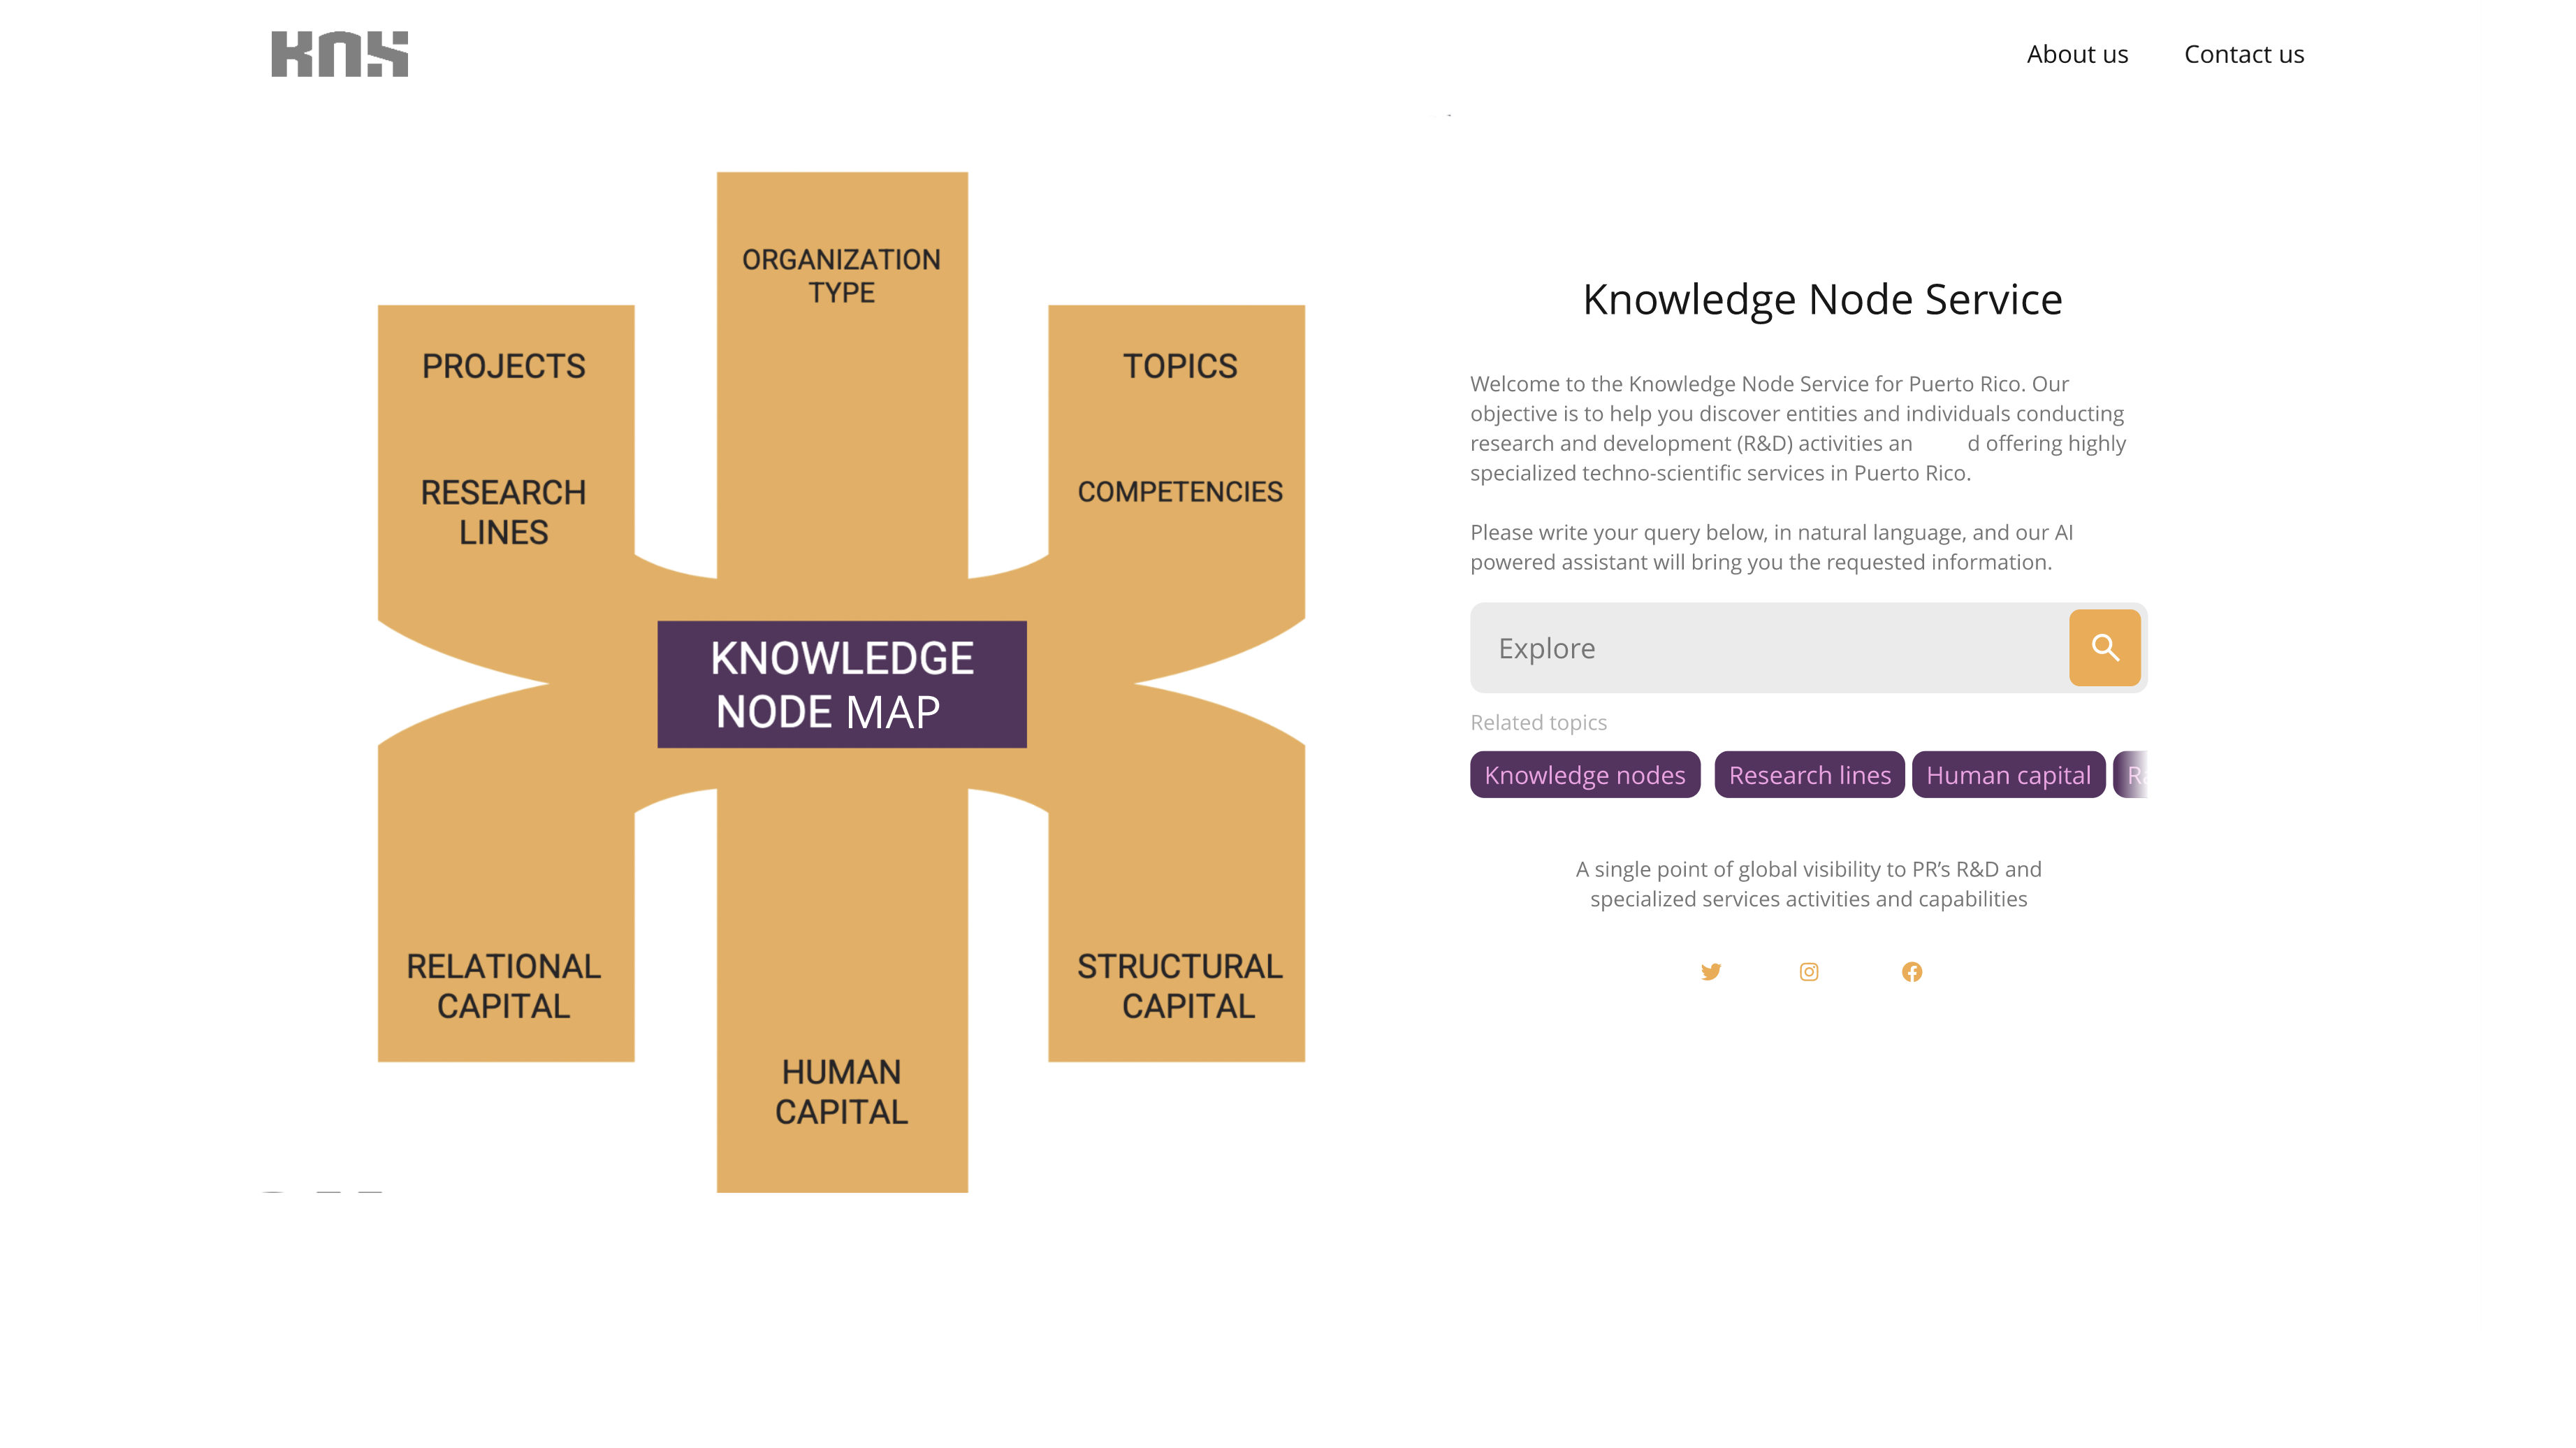 KNS
About us
Contact us
ORGANIZATION
TYPE
PROJECTS
TOPICS
RESEARCH
LINES
COMPETENCIES
KNOWLEDGE
NODE MAP
RELATIONAL
CAPITAL
STRUCTURAL
CAPITAL
HUMAN
CAPITAL
Knowledge Node Service
Welcome to the Knowledge Node Service for Puerto Rico. Our
objective is to help you discover entities and individuals conducting
research and development (R&D) activities an d offering highly
specialized techno-scientific services in Puerto Rico.
Please write your query below, in natural language, and our AI
powered assistant will bring you the requested information.
Explore
Related topics
Knowledge nodes
Research lines
Human capital
A single point of global visibility to PR’s R&D and
specialized services activities and capabilities